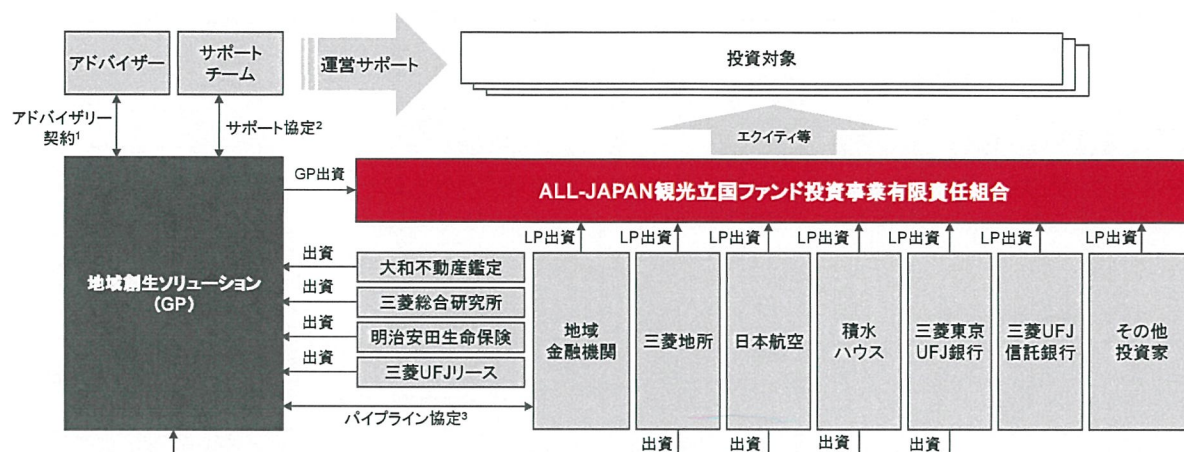 アドバイザー
サポート
チーム
運営サポート
投資対象
アドバイザリー
契約1
サポート協定2
エクイティ等
GP出資
ALL-JAPAN観光立国ファンド投資事業有限責任組合
LP出資
LP出資
LP出資
LP出資
LP出資
LP出資
LP出資
地域創生ソリューション
(GP)
出資
大和不動産鑑定
出資
三菱総合研究所
出資
明治安田生命保険
出資
三菱UFJリース
地域
金融機関
三菱地所
日本航空
積水
ハウス
三菱東京
UFJ銀行
三菱UFJ
信託銀行
その他
投資家
パイプライン協定3
出資
出資
出資
出資